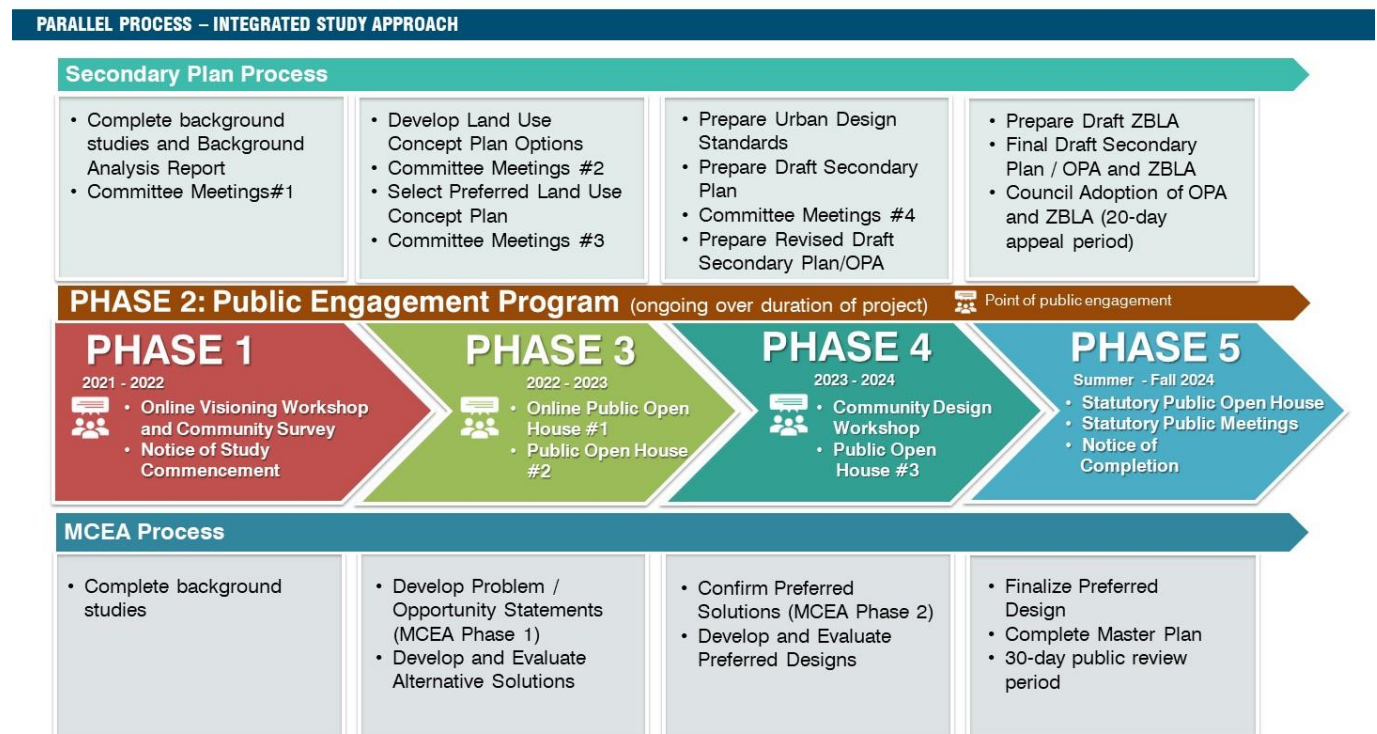 PARALLEL PROCESS – INTEGRATED STUDY APPROACH
Secondary Plan Process
• Complete background
studies and Background
Analysis Report
• Committee Meetings#1
• Develop Land Use
Concept Plan Options
• Committee Meetings #2
• Select Preferred Land Use
Concept Plan
• Committee Meetings #3
• Prepare Urban Design
Standards
• Prepare Draft Secondary
Plan
• Committee Meetings #4
• Prepare Revised Draft
Secondary Plan/OPA
• Prepare Draft ZBLA
• Final Draft Secondary
Plan / OPA and ZBLA
• Council Adoption of OPA
and ZBLA (20-day
appeal period)
PHASE 2: Public Engagement Program (ongoing over duration of project)
Point of public engagement
PHASE 1
2021 - 2022
• Online Visioning Workshop
and Community Survey
• Notice of Study
Commencement
PHASE 3
2022 - 2023
• Online Public Open
House #1
• Public Open House
#2
PHASE 4
2023 - 2024
• Community Design
Workshop
• Public Open
House #3
PHASE 5
Summer - Fall 2024
• Statutory Public Open House
• Statutory Public Meetings
• Notice of
Completion
MCEA Process
• Complete background
studies
• Develop Problem /
Opportunity Statements
(MCEA Phase 1)
• Develop and Evaluate
Alternative Solutions
• Confirm Preferred
Solutions (MCEA Phase 2)
• Develop and Evaluate
Preferred Designs
• Finalize Preferred
Design
• Complete Master Plan
• 30-day public review
period